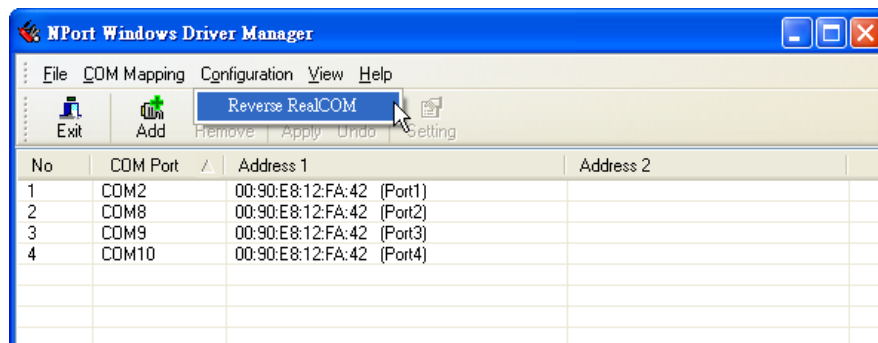 NPort Windows Driver Manager
File COM Mapping Configuration View Help
Reverse RealCOM
Exit Add Remove Apply Undo Setting
No COM Port Address 1 Address 2
1 COM2 00:90:E8:12:FA:42 (Port1)
2 COM8 00:90:E8:12:FA:42 (Port2)
3 COM9 00:90:E8:12:FA:42 (Port3)
4 COM10 00:90:E8:12:FA:42 (Port4)